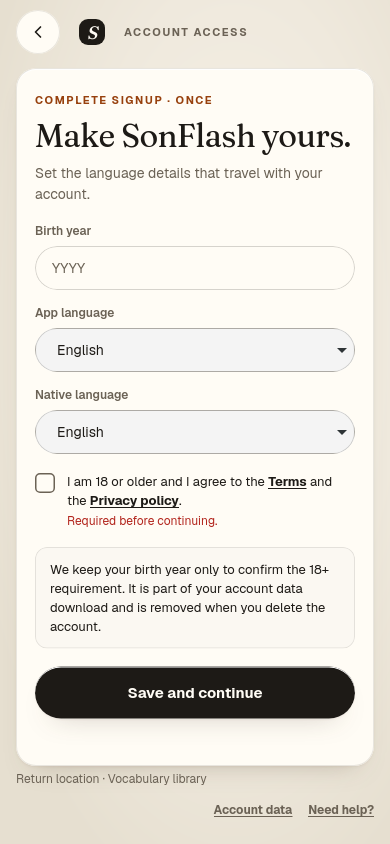 S ACCOUNT ACCESS
COMPLETE SIGNUP · ONCE
Make SonFlash yours.
Set the language details that travel with your
account.
Birth year
YYYY
App language
English
Native language
English
I am 18 or older and I agree to the Terms and
the Privacy policy.
Required before continuing.
We keep your birth year only to confirm the 18+
requirement. It is part of your account data
download and is removed when you delete the
account.
Save and continue
Return location · Vocabulary library
Account data Need help?